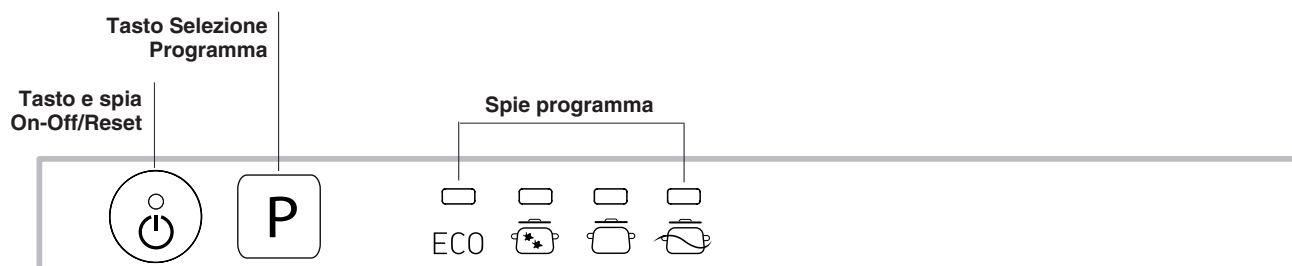 Tasto Selezione
Programma
Tasto e spia
On-Off/Reset
Spie programma
P
ECO